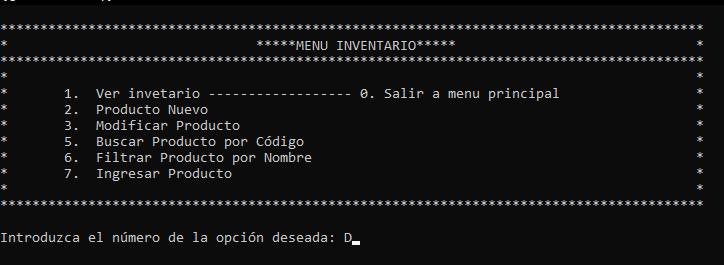 *****MENU INVENTARIO*****
1. Ver invetario ------------------ 0. Salir a menu principal
2. Producto Nuevo
3. Modificar Producto
5. Buscar Producto por Código
6. Filtrar Producto por Nombre
7. Ingresar Producto
Introduzca el número de la opción deseada: D